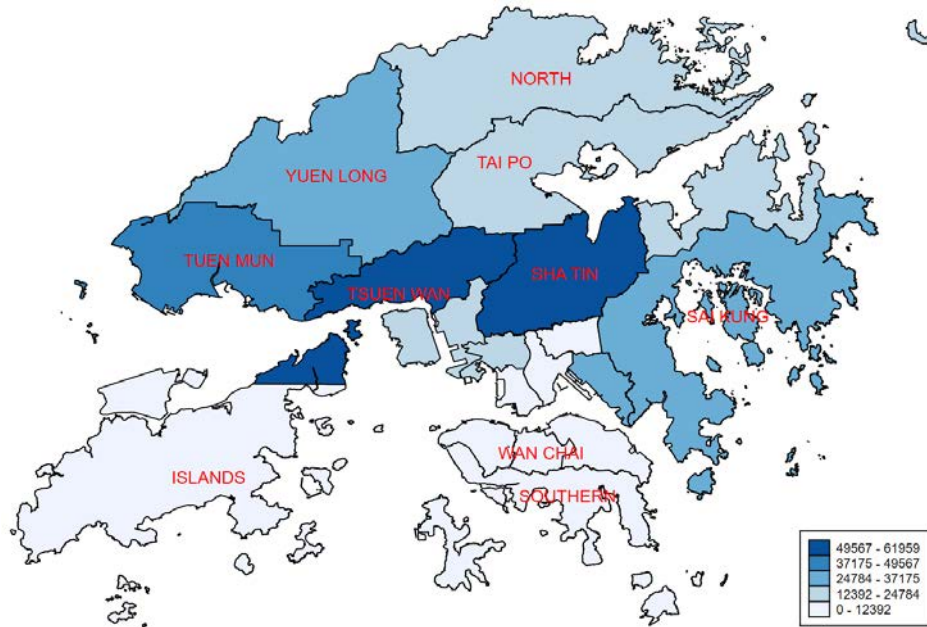 NORTH
TAI PO
YUEN LONG
TUEN MUN
TSUEN WAN
SHA TIN
SAI KUNG
WAN CHAI
ISLANDS
SOUTHERN
49567 - 61959
37175 - 49567
24784 - 37175
12392 - 24784
0 - 12392